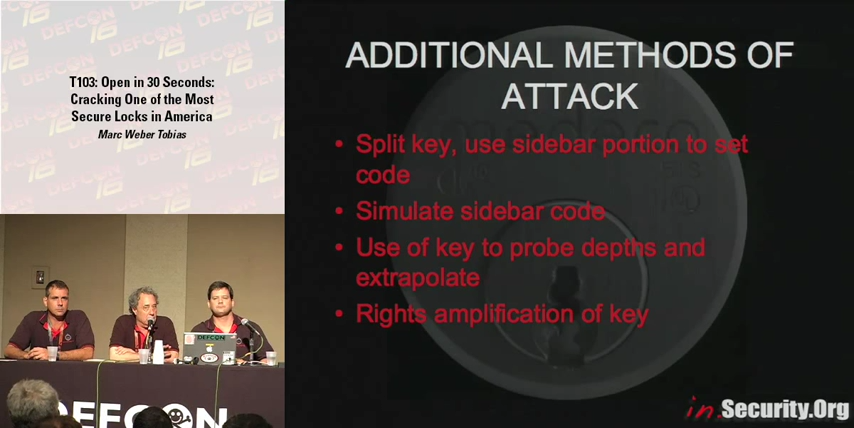 T103: Open in 30 Seconds:
Cracking One of the Most
Secure Locks in America
Marc Weber Tobias
ADDITIONAL METHODS OF
ATTACK
• Split key, use sidebar portion to set
code
• Simulate sidebar code
• Use of key to probe depths and
extrapolate
• Rights amplification of key
medeco
DEFCON
DEFCON
in.Security.Org